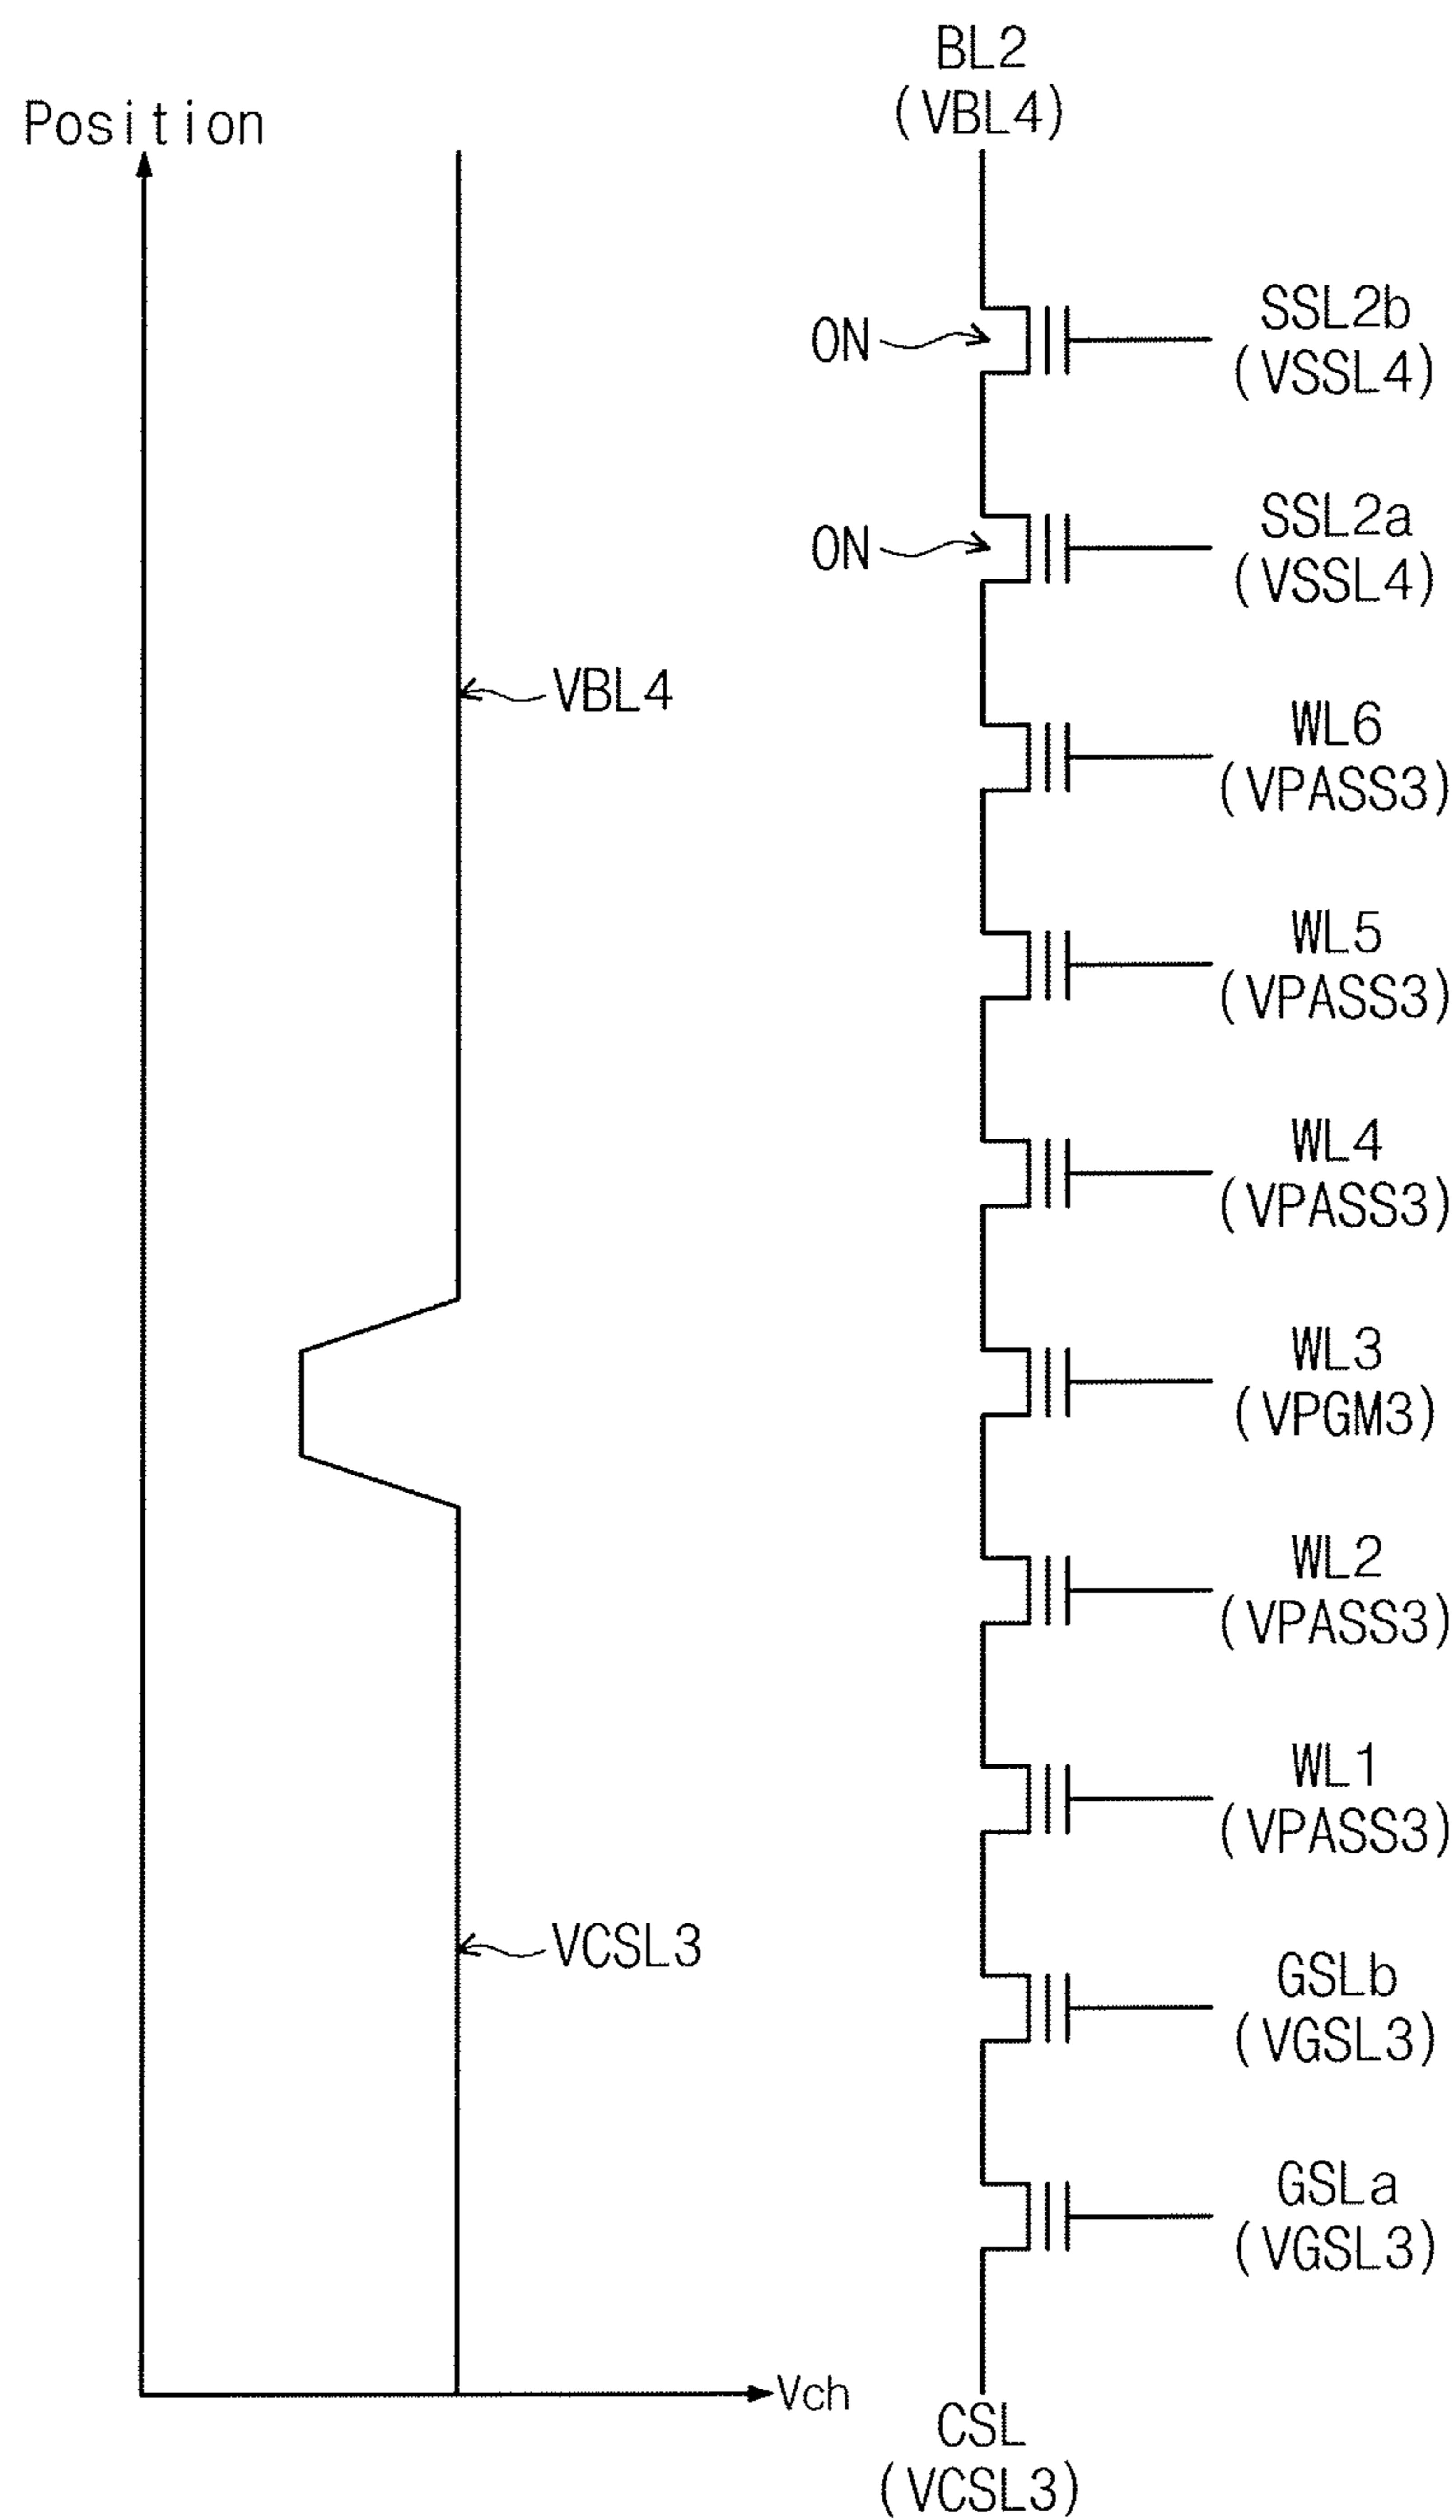 BL2
(VBL4)
Position
SSL2b
(VSSL4)
ON
SSL2a
(VSSL4)
ON
VBL4
WL6
(VPASS3)
WL5
(VPASS3)
WL4
(VPASS3)
WL3
(VPGM3)
WL2
(VPASS3)
WL1
(VPASS3)
VCSL3
GSLb
(VGSL3)
GSLa
(VGSL3)
Vch
CSL
(VCSL3)